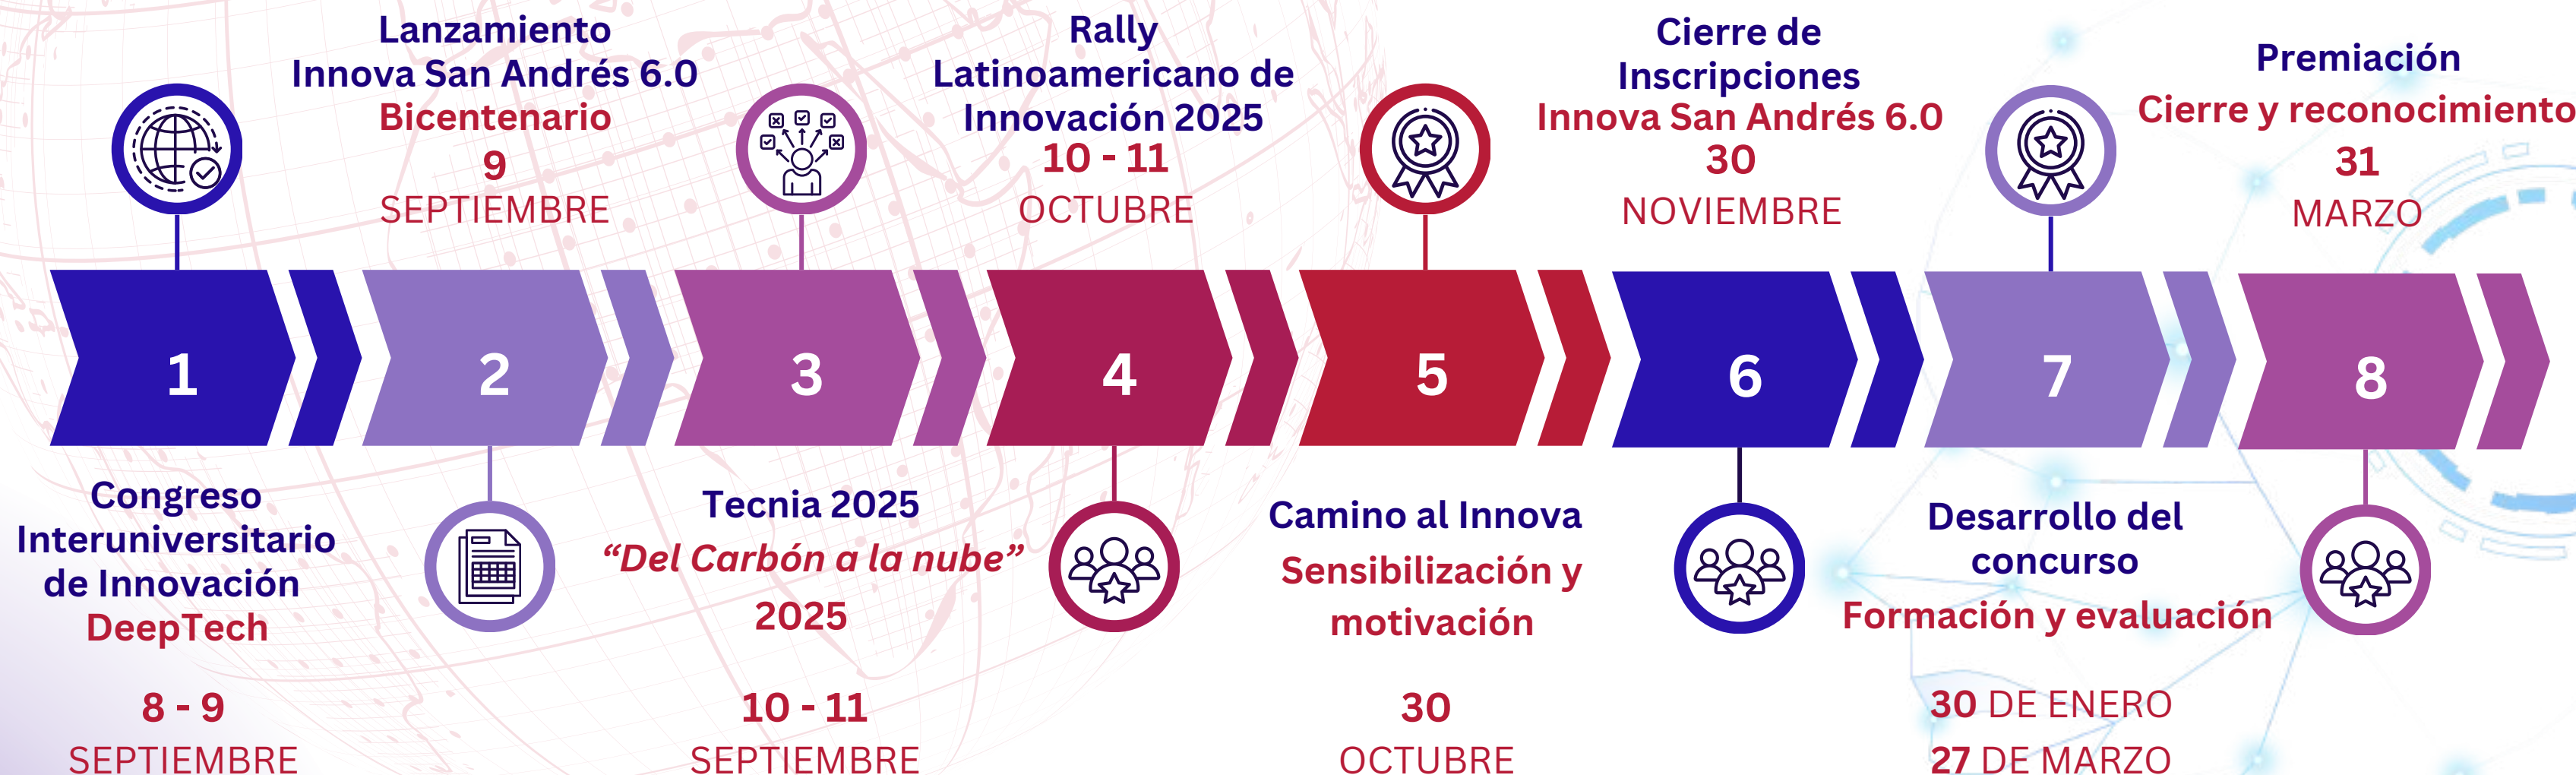 Lanzamiento
Innova San Andrés 6.0
Bicentenario
9
SEPTIEMBRE
Rally
Latinoamericano de
Innovación 2025
10 - 11
OCTUBRE
Cierre de
Inscripciones
Innova San Andrés 6.0
30
NOVIEMBRE
Premiación
Cierre y reconocimiento
31
MARZO
1
2
3
4
5
6
7
8
Congreso
Interuniversitario
de Innovación
DeepTech
8 - 9
SEPTIEMBRE
Tecnia 2025
“Del Carbón a la nube”
2025
10 - 11
SEPTIEMBRE
Camino al Innova
Sensibilización y
motivación
30
OCTUBRE
Desarrollo del
concurso
Formación y evaluación
30 DE ENERO
27 DE MARZO